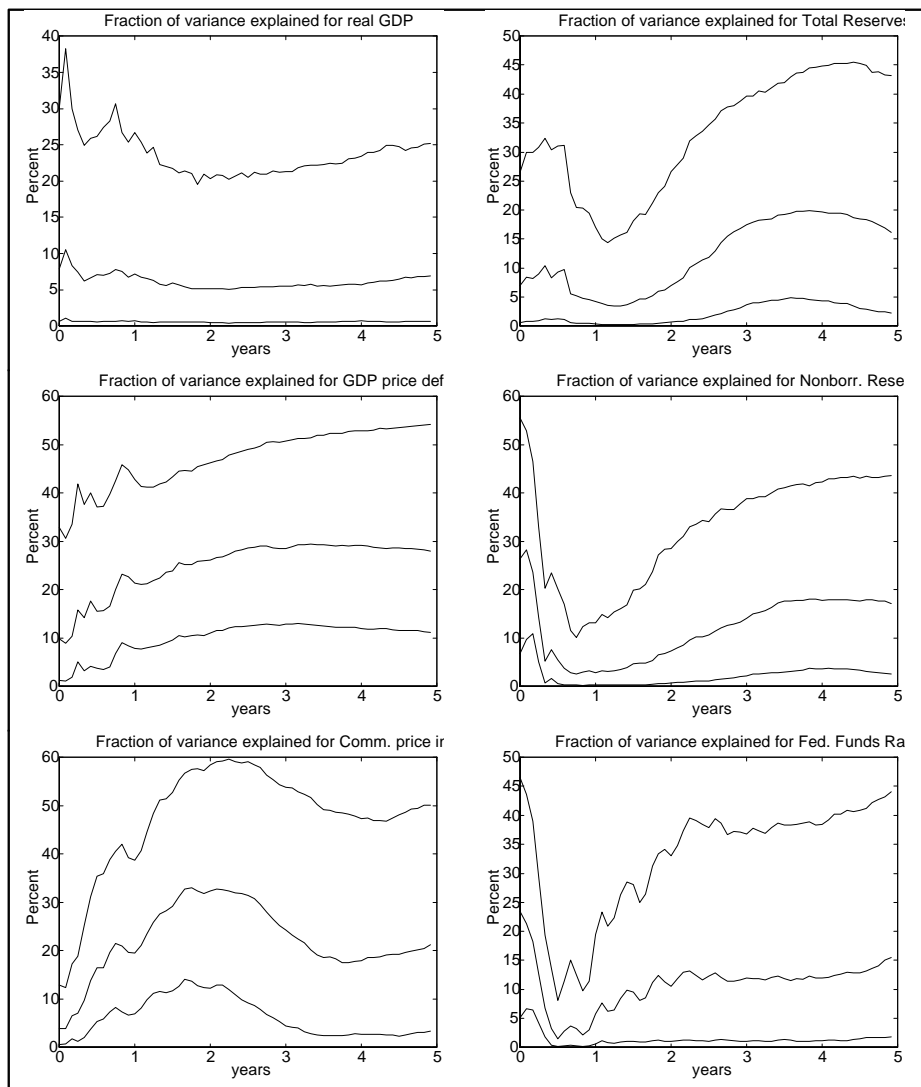 Fraction of variance explained for real GDP
40
35
30
25
20
15
10
5
0
Percent
0 1 2 3 4 5
years
Fraction of variance explained for Total Reserves
50
45
40
35
30
25
20
15
10
5
0
Percent
0 1 2 3 4 5
years
Fraction of variance explained for GDP price def
60
50
40
30
20
10
0
Percent
0 1 2 3 4 5
years
Fraction of variance explained for Nonborr. Rese
60
50
40
30
20
10
0
Percent
0 1 2 3 4 5
years
Fraction of variance explained for Comm. price in
60
50
40
30
20
10
0
Percent
0 1 2 3 4 5
years
Fraction of variance explained for Fed. Funds Ra
50
45
40
35
30
25
20
15
10
5
0
Percent
0 1 2 3 4 5
years